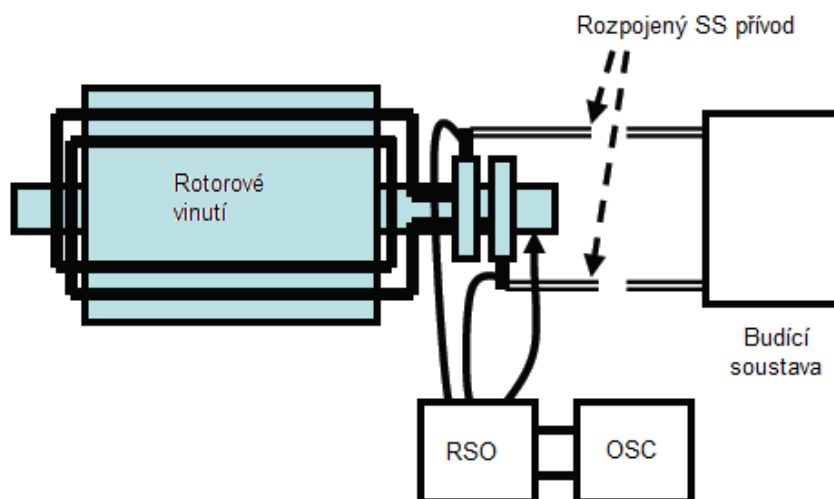 Rozpojený SS přívod
Rotorové
vinutí
Budící
soustava
RSO
OSC